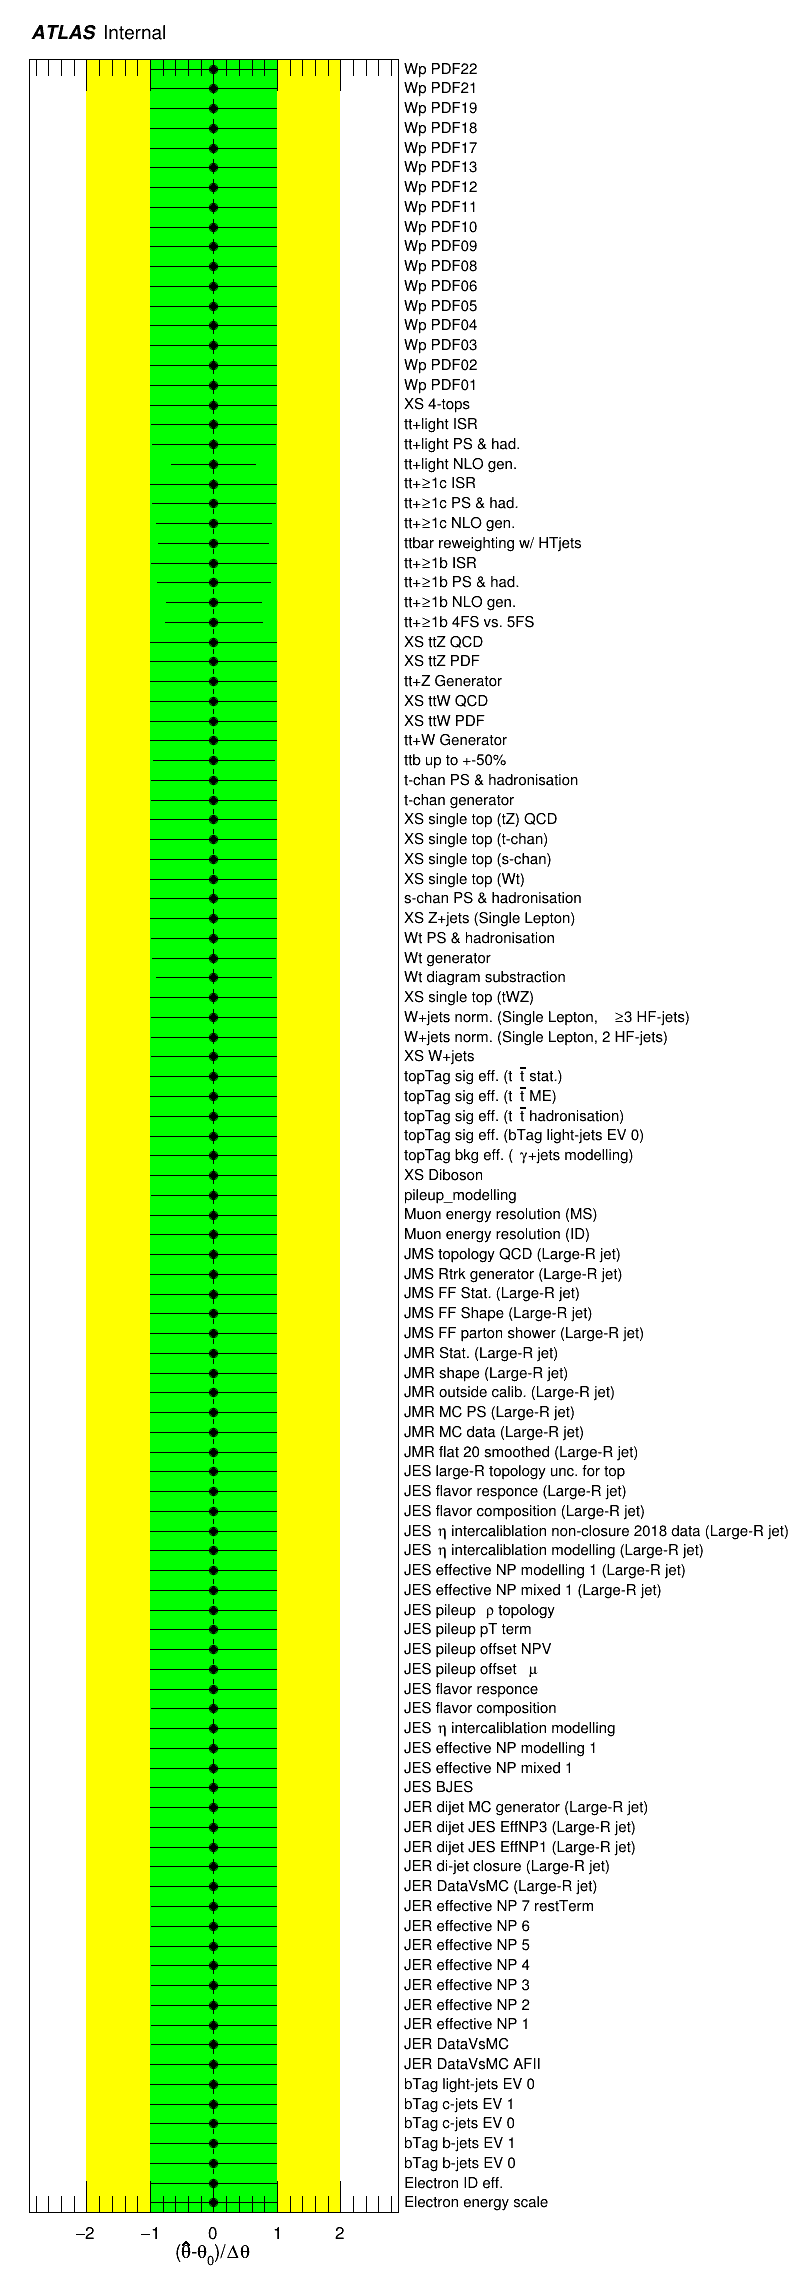 ATLAS Internal
Wp PDF22
Wp PDF21
Wp PDF19
Wp PDF18
Wp PDF17
Wp PDF13
Wp PDF12
Wp PDF11
Wp PDF10
Wp PDF09
Wp PDF08
Wp PDF06
Wp PDF05
Wp PDF04
Wp PDF03
Wp PDF02
Wp PDF01
XS 4-tops
tt+light ISR
tt+light PS & had.
tt+light NLO gen.
tt+≥1c ISR
tt+≥1c PS & had.
tt+≥1c NLO gen.
ttbar reweighting w/ HTjets
tt+≥1b ISR
tt+≥1b PS & had.
tt+≥1b NLO gen.
tt+≥1b 4FS vs. 5FS
XS ttZ QCD
XS ttZ PDF
tt+Z Generator
XS ttW QCD
XS ttW PDF
tt+W Generator
ttb up to +-50%
t-chan PS & hadronisation
t-chan generator
XS single top (tZ) QCD
XS single top (t-chan)
XS single top (s-chan)
XS single top (Wt)
s-chan PS & hadronisation
XS Z+jets (Single Lepton)
Wt PS & hadronisation
Wt generator
Wt diagram substraction
XS single top (tWZ)
W+jets norm. (Single Lepton, ≥3 HF-jets)
W+jets norm. (Single Lepton, 2 HF-jets)
XS W+jets
topTag sig eff. (t t̄ stat.)
topTag sig eff. (t t̄ ME)
topTag sig eff. (t t̄ hadronisation)
topTag sig eff. (bTag light-jets EV 0)
topTag bkg eff. ( γ+jets modelling)
XS Diboson
pileup_modelling
Muon energy resolution (MS)
Muon energy resolution (ID)
JMS topology QCD (Large-R jet)
JMS Rtrk generator (Large-R jet)
JMS FF Stat. (Large-R jet)
JMS FF Shape (Large-R jet)
JMS FF parton shower (Large-R jet)
JMR Stat. (Large-R jet)
JMR shape (Large-R jet)
JMR outside calib. (Large-R jet)
JMR MC PS (Large-R jet)
JMR MC data (Large-R jet)
JMR flat 20 smoothed (Large-R jet)
JES large-R topology unc. for top
JES flavor responce (Large-R jet)
JES flavor composition (Large-R jet)
JES η intercaliblation non-closure 2018 data (Large-R jet)
JES η intercaliblation modelling (Large-R jet)
JES effective NP modelling 1 (Large-R jet)
JES effective NP mixed 1 (Large-R jet)
JES pileup ρ topology
JES pileup pT term
JES pileup offset NPV
JES pileup offset μ
JES flavor responce
JES flavor composition
JES η intercaliblation modelling
JES effective NP modelling 1
JES effective NP mixed 1
JES BJES
JER dijet MC generator (Large-R jet)
JER dijet JES EffNP3 (Large-R jet)
JER dijet JES EffNP1 (Large-R jet)
JER di-jet closure (Large-R jet)
JER DataVsMC (Large-R jet)
JER effective NP 7 restTerm
JER effective NP 6
JER effective NP 5
JER effective NP 4
JER effective NP 3
JER effective NP 2
JER effective NP 1
JER DataVsMC
JER DataVsMC AFII
bTag light-jets EV 0
bTag c-jets EV 1
bTag c-jets EV 0
bTag b-jets EV 1
bTag b-jets EV 0
Electron ID eff.
Electron energy scale
−2 −1 0 1 2
(θ̂-θ₀)/Δθ